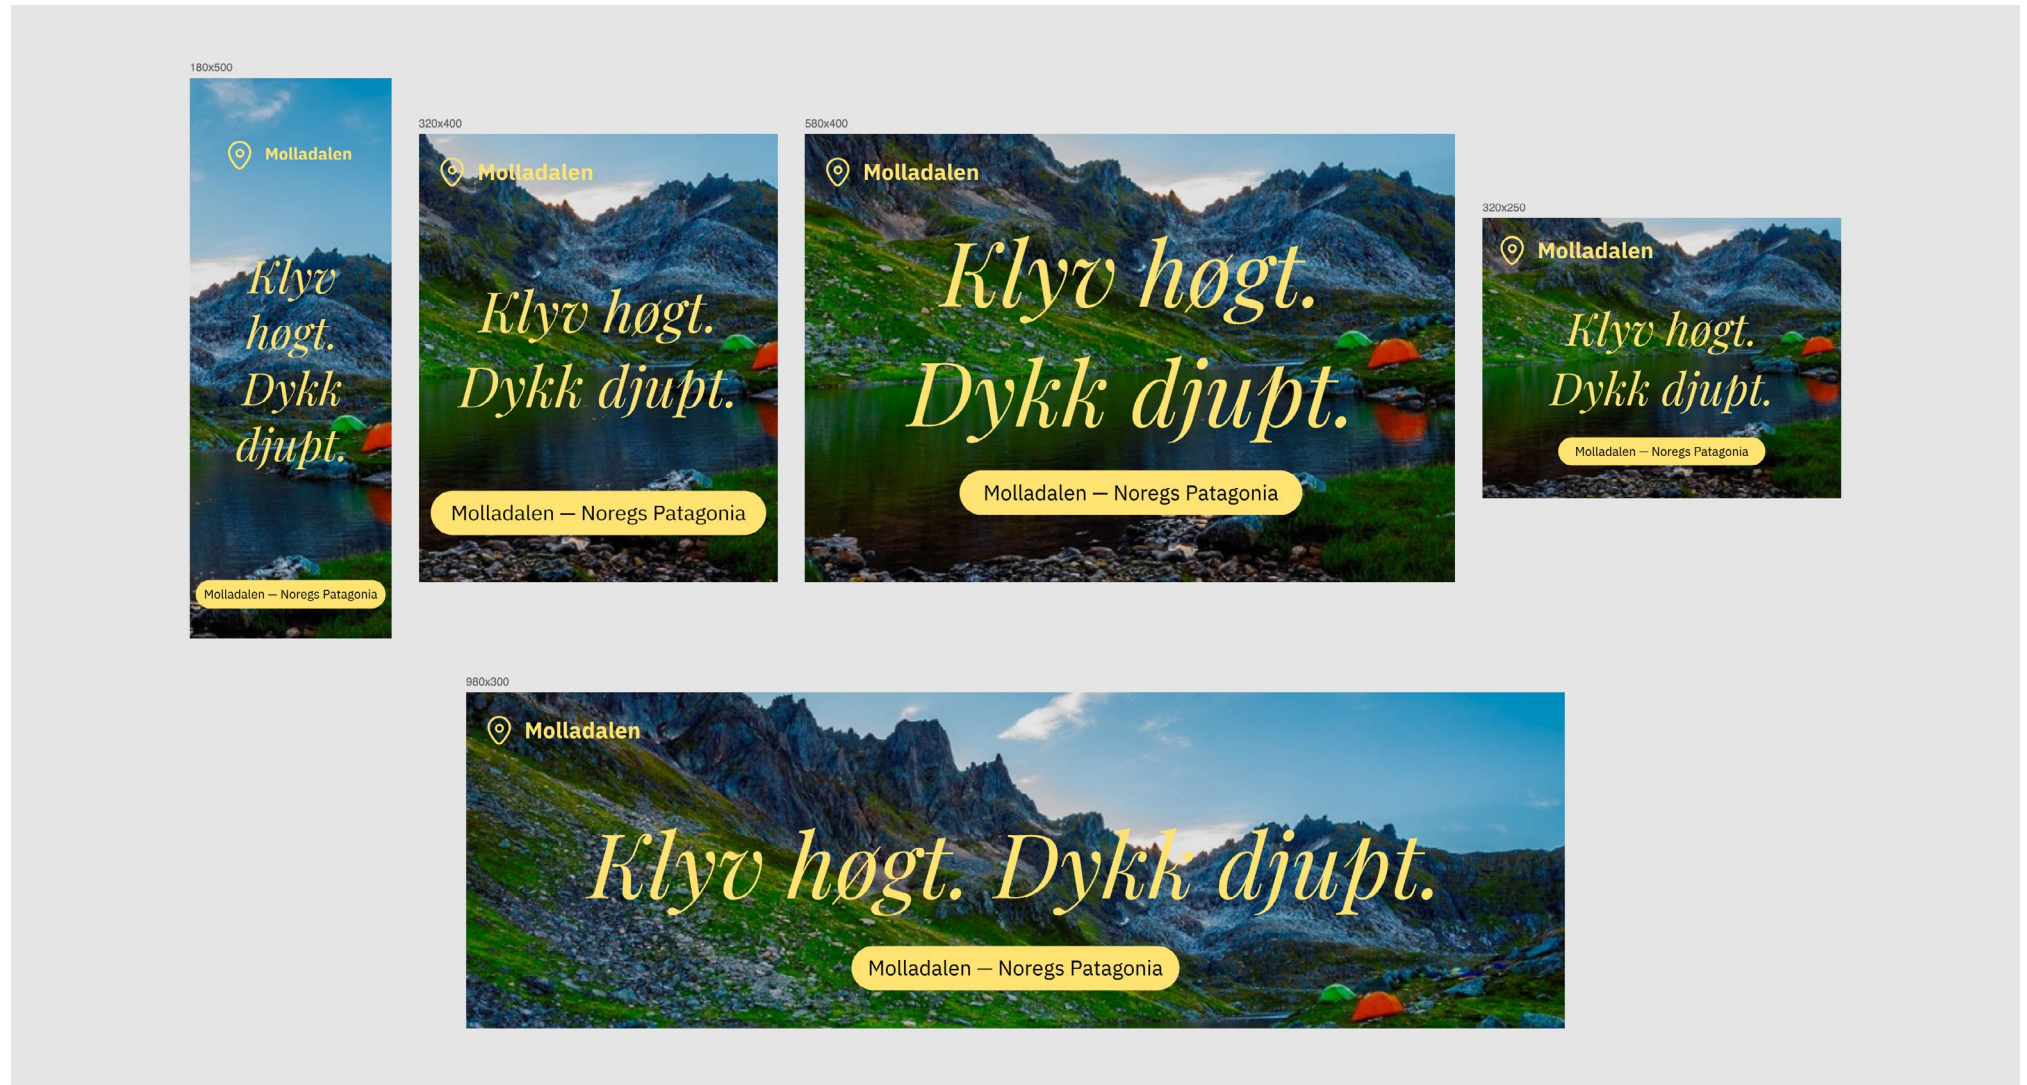 180x500
Molladalen
Klyv
høgt.
Dykk
djupt.
Molladalen — Noregs Patagonia
320x400
Molladalen
Klyv høgt.
Dykk djupt.
Molladalen — Noregs Patagonia
580x400
Molladalen
Klyv høgt.
Dykk djupt.
Molladalen — Noregs Patagonia
320x250
Molladalen
Klyv høgt.
Dykk djupt.
Molladalen — Noregs Patagonia
980x300
Molladalen
Klyv høgt. Dykk djupt.
Molladalen — Noregs Patagonia